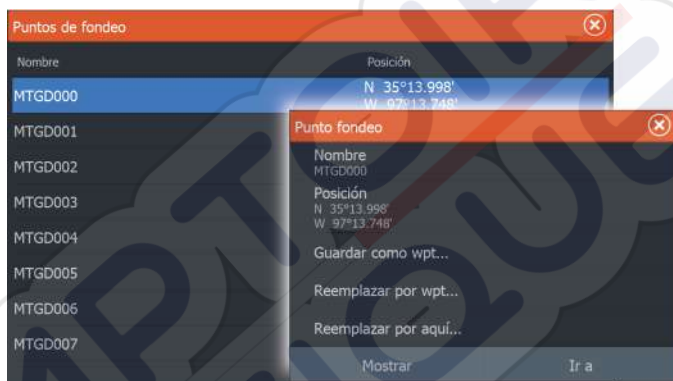 Puntos de fondeo
Nombre Posición
MTGD000 N 35°13.998'
W 97°13.748'
MTGD001
MTGD002
MTGD003
MTGD004
MTGD005
MTGD006
MTGD007
Punto fondeo
Nombre
MTGD000
Posición
N 35°13.998'
W 97°13.748'
Guardar como wpt...
Reemplazar por wpt...
Reemplazar por aquí...
Mostrar Ir a